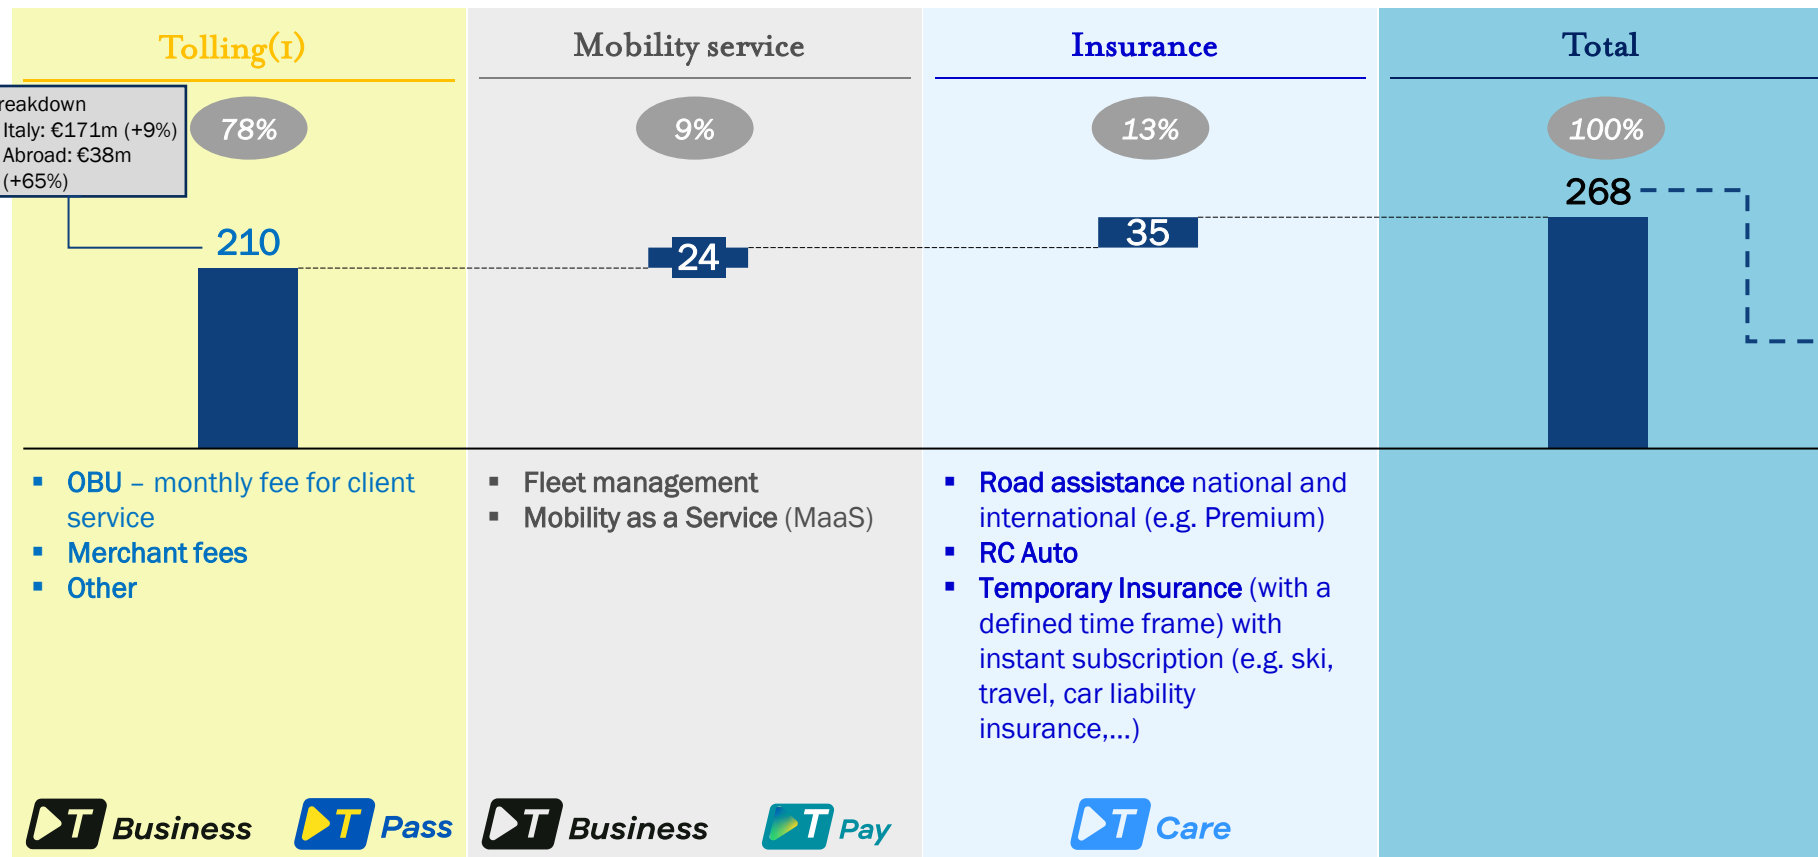 Tolling(1)
Mobility service
Insurance
Total
reakdown
Italy: €171m (+9%)
Abroad: €38m
(+65%)
78%
9%
13%
100%
210
24
35
268
▪ OBU – monthly fee for client
service
▪ Merchant fees
▪ Other
▪ Fleet management
▪ Mobility as a Service (MaaS)
▪ Road assistance national and
international (e.g. Premium)
▪ RC Auto
▪ Temporary Insurance (with a
defined time frame) with
instant subscription (e.g. ski,
travel, car liability
insurance,...)
T Business
T Pass
T Business
T Pay
T Care